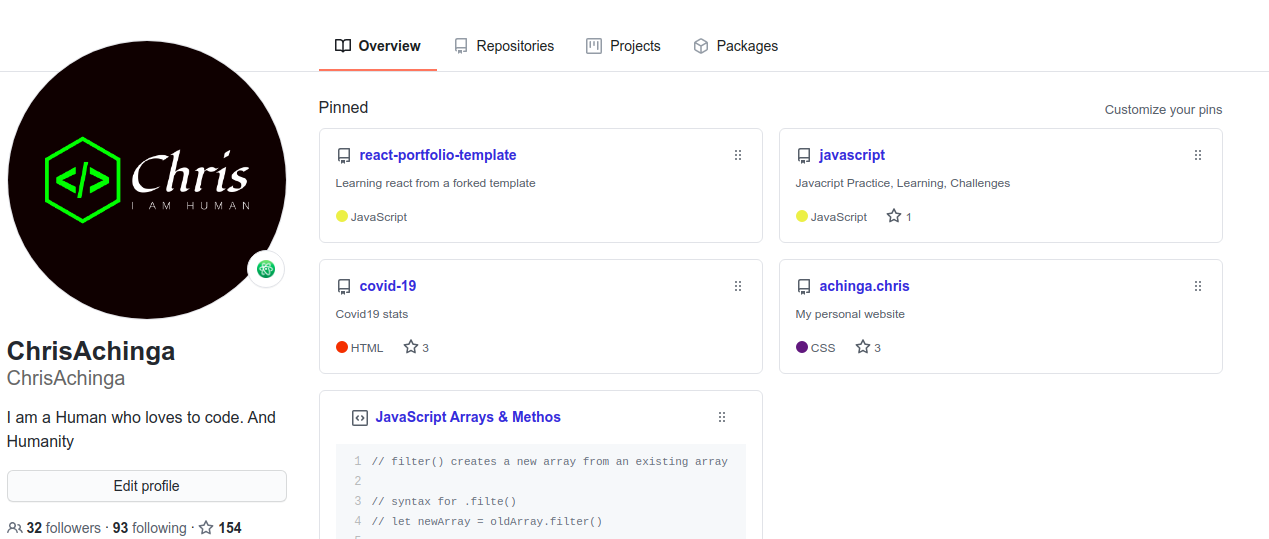 Overview Repositories Projects Packages
</>
Chris
I AM HUMAN
ChrisAchinga
ChrisAchinga
I am a Human who loves to code. And
Humanity
Edit profile
32 followers · 93 following · 154
Pinned
Customize your pins
react-portfolio-template
Learning react from a forked template
JavaScript
javascript
Javacript Practice, Learning, Challenges
JavaScript 1
covid-19
Covid19 stats
HTML 3
achinga.chris
My personal website
CSS 3
JavaScript Arrays & Methos
1 // filter() creates a new array from an existing array
2
3 // syntax for .filte()
4 // let newArray = oldArray.filter()